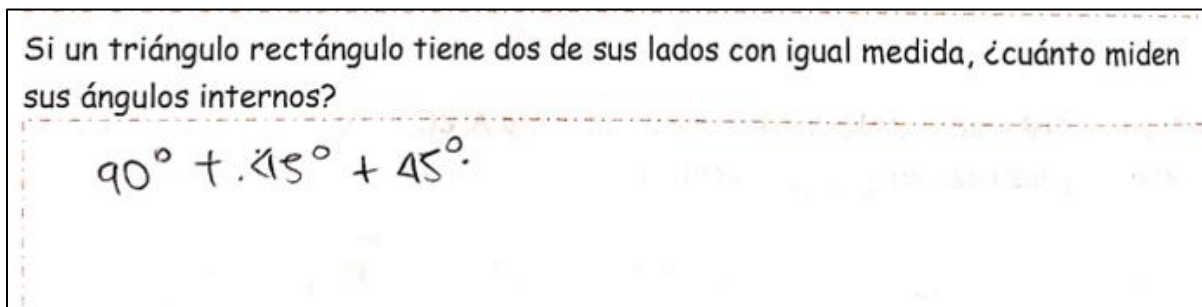 Si un triángulo rectángulo tiene dos de sus lados con igual medida, ¿cuánto miden
sus ángulos internos?
90° + 45° + 45°.